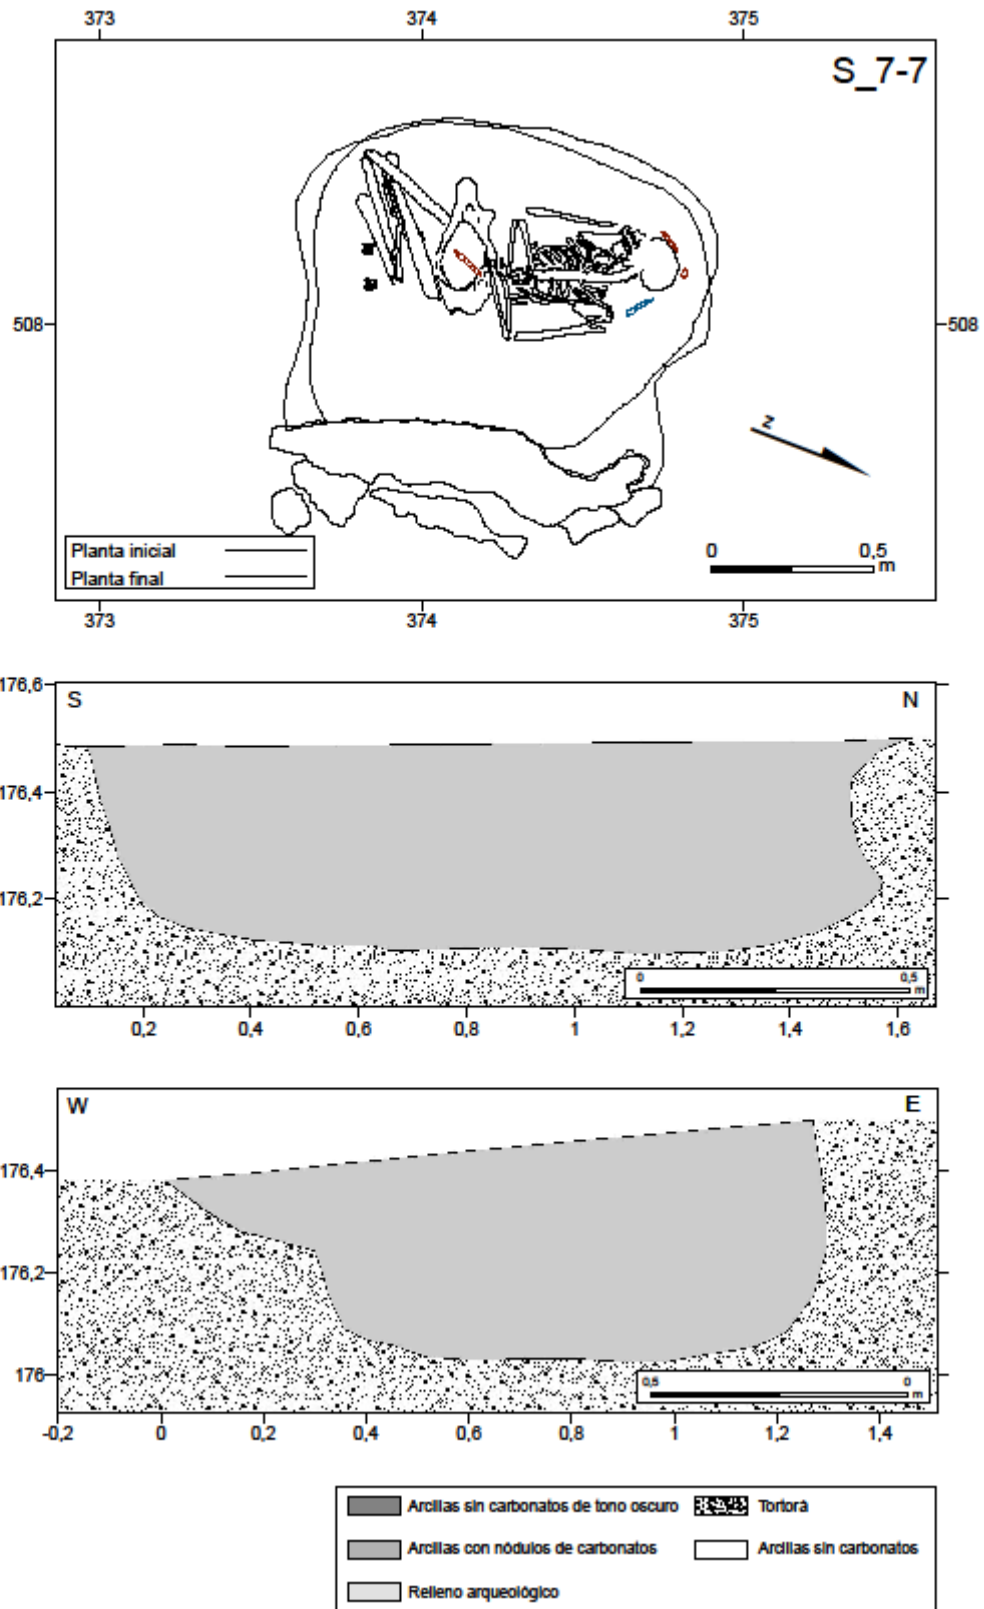 373 374 375
S_7-7
508 508
z
Planta inicial
Planta final
0 0,5
m
373 374 375
176,6
S N
176,4
176,2
0 0,5
m
0,2 0,4 0,6 0,8 1 1,2 1,4 1,6
W E
176,4
176,2
176
0,5 0
m
-0,2 0 0,2 0,4 0,6 0,8 1 1,2 1,4
Arcillas sin carbonatos de tono oscuro Tortorà
Arcillas con nódulos de carbonatos Arcillas sin carbonatos
Relleno arqueológico